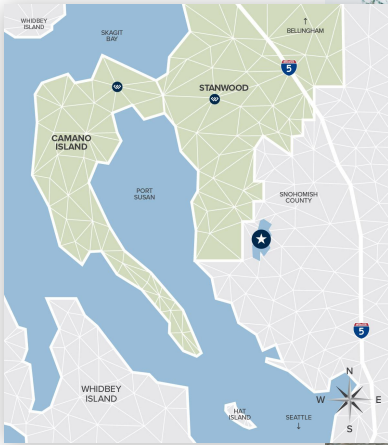 WHIDBEY
ISLAND
SKAGIT
BAY
↑
BELLINGHAM
5
STANWOOD
CAMANO
ISLAND
PORT
SUSAN
SNOHOMISH
COUNTY
5
WHIDBEY
ISLAND
HAT
ISLAND
SEATTLE
↓
N
W
E
S